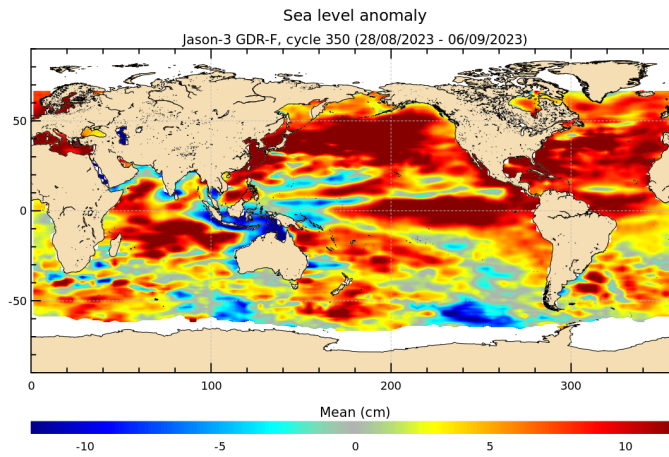 Sea level anomaly
Jason-3 GDR-F, cycle 350 (28/08/2023 - 06/09/2023)
50
0
-50
0 100 200 300
Mean (cm)
-10 -5 0 5 10